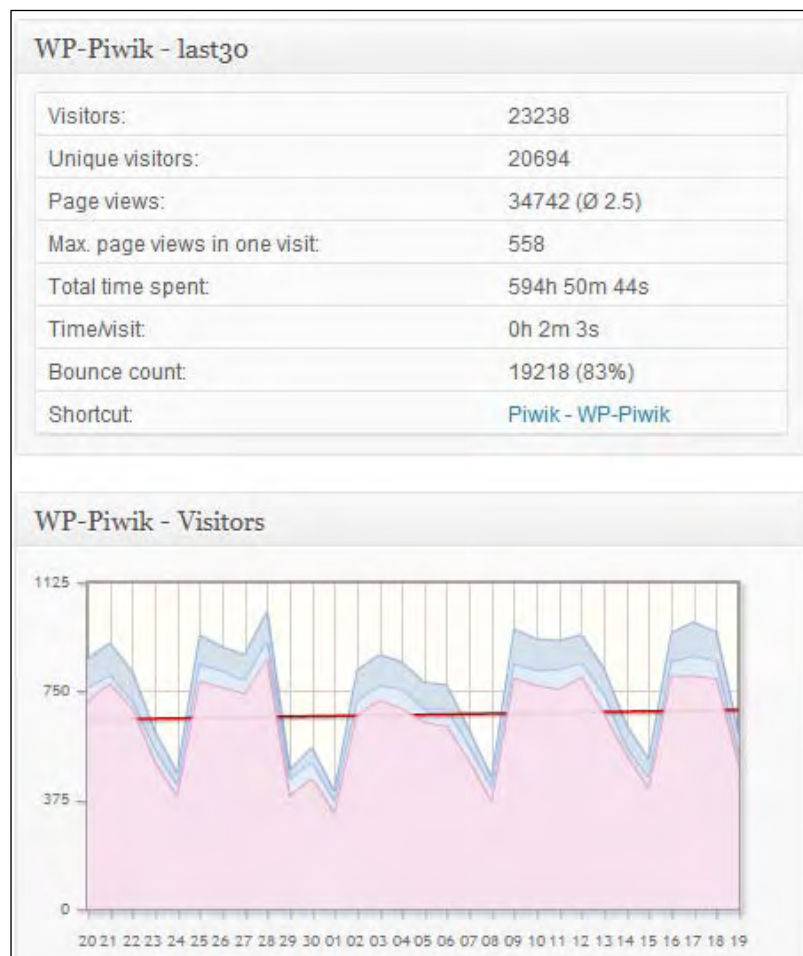 WP-Piwik - last30
Visitors: 23238
Unique visitors: 20694
Page views: 34742 (Ø 2.5)
Max. page views in one visit: 558
Total time spent: 594h 50m 44s
Time/visit: 0h 2m 3s
Bounce count: 19218 (83%)
Shortcut: Piwik - WP-Piwik
WP-Piwik - Visitors
1125
750
375
0
20 21 22 23 24 25 26 27 28 29 30 01 02 03 04 05 06 07 08 09 10 11 12 13 14 15 16 17 18 19